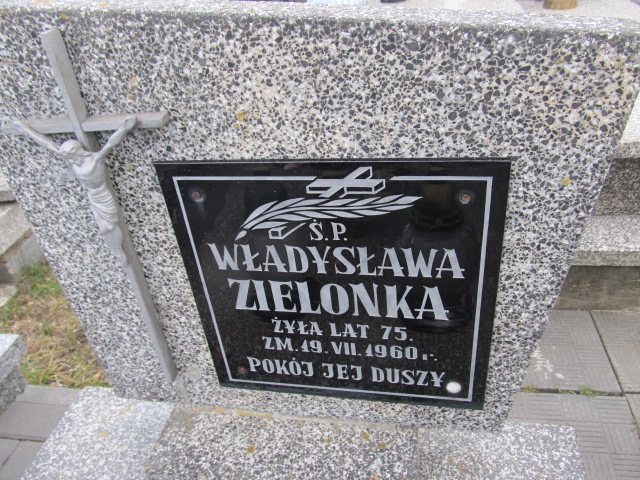 Ś.P.
WŁADYSŁAWA
ZIELONKA
ŻYŁA LAT 75.
ZM. 19. VII. 1960 r.
POKÓJ JEJ DUSZY